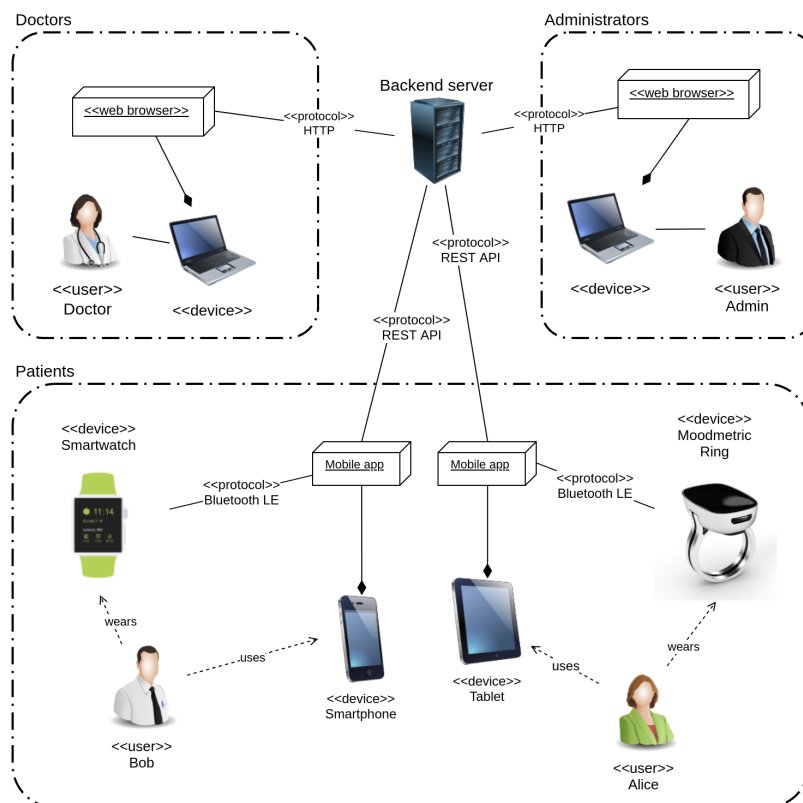 Doctors
Administrators
Backend server
<<web browser>>
<<protocol>>
HTTP
<<protocol>>
HTTP
<<web browser>>
<<user>>
Doctor
<<device>>
<<protocol>>
REST API
<<device>>
<<user>>
Admin
<<protocol>>
REST API
Patients
<<device>>
Smartwatch
<<device>>
Moodmetric
Ring
Mobile app
Mobile app
<<protocol>>
Bluetooth LE
<<protocol>>
Bluetooth LE
11:14
wears
uses
uses
wears
<<device>>
Smartphone
<<device>>
Tablet
<<user>>
Bob
<<user>>
Alice